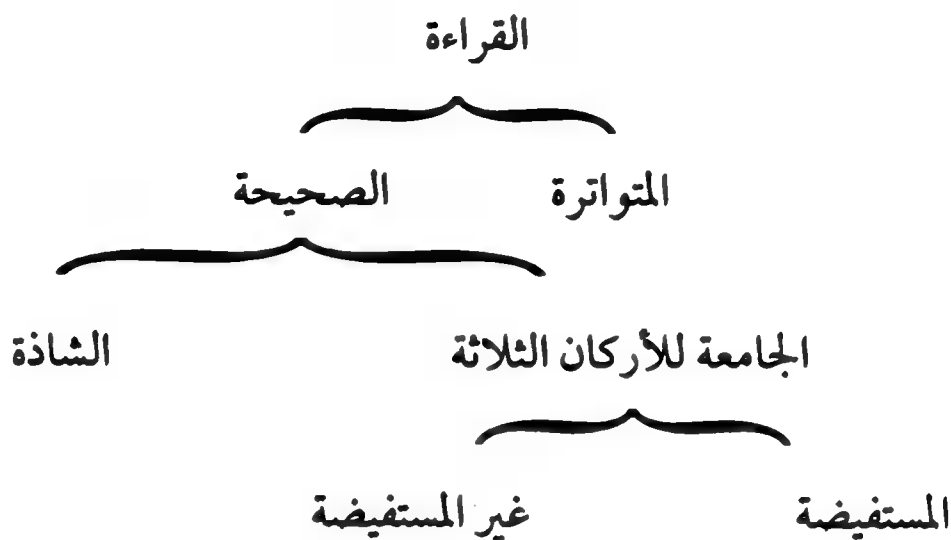 القراءة
المتواترة الصحيحة
الجامعة للأركان الثلاثة الشاذة
المستفيضة غير المستفيضة